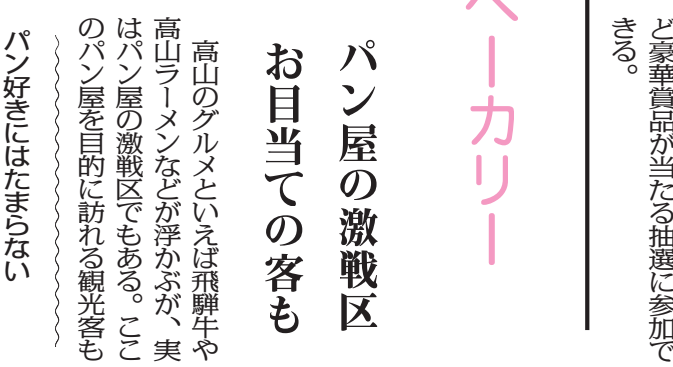 ど豪華賞品が当たる抽選に参加で
きる。
ベーカリー
パン屋の激戦区
お目当ての客も
高山のグルメといえば飛騨牛や
高山ラーメンなどが浮かぶが、実
はパン屋の激戦区でもある。ここ
のパン屋を目的に訪れる観光客も
パン好きにはたまらない